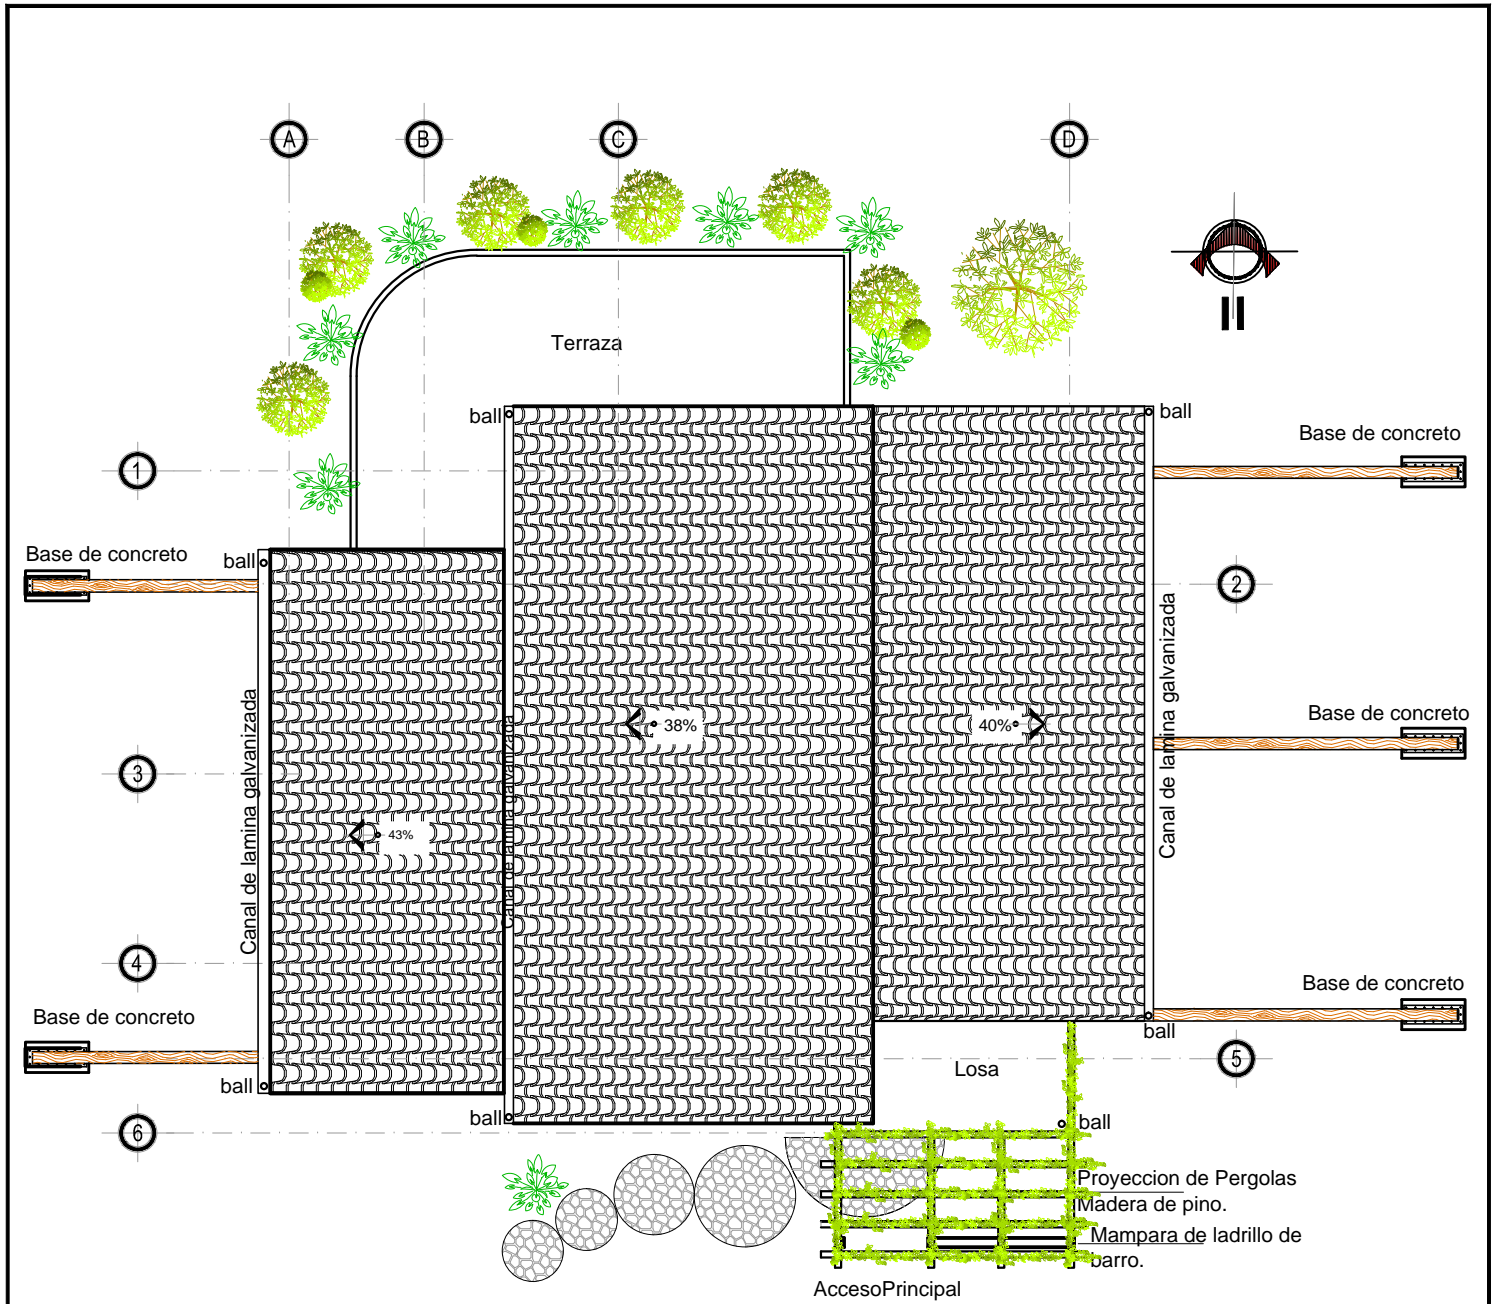 A
B
C
D
Terraza
ball
ball
Base de concreto
1
Base de concreto
ball
2
Canal de lamina galvanizada
Canal de lamina galvanizada
Canal de lamina galvanizada
38%
40%
Base de concreto
3
43%
4
Base de concreto
Base de concreto
ball
5
Losa
ball
ball
ball
6
Proyeccion de Pergolas
Madera de pino.
Mampara de ladrillo de
barro.
AccesoPrincipal